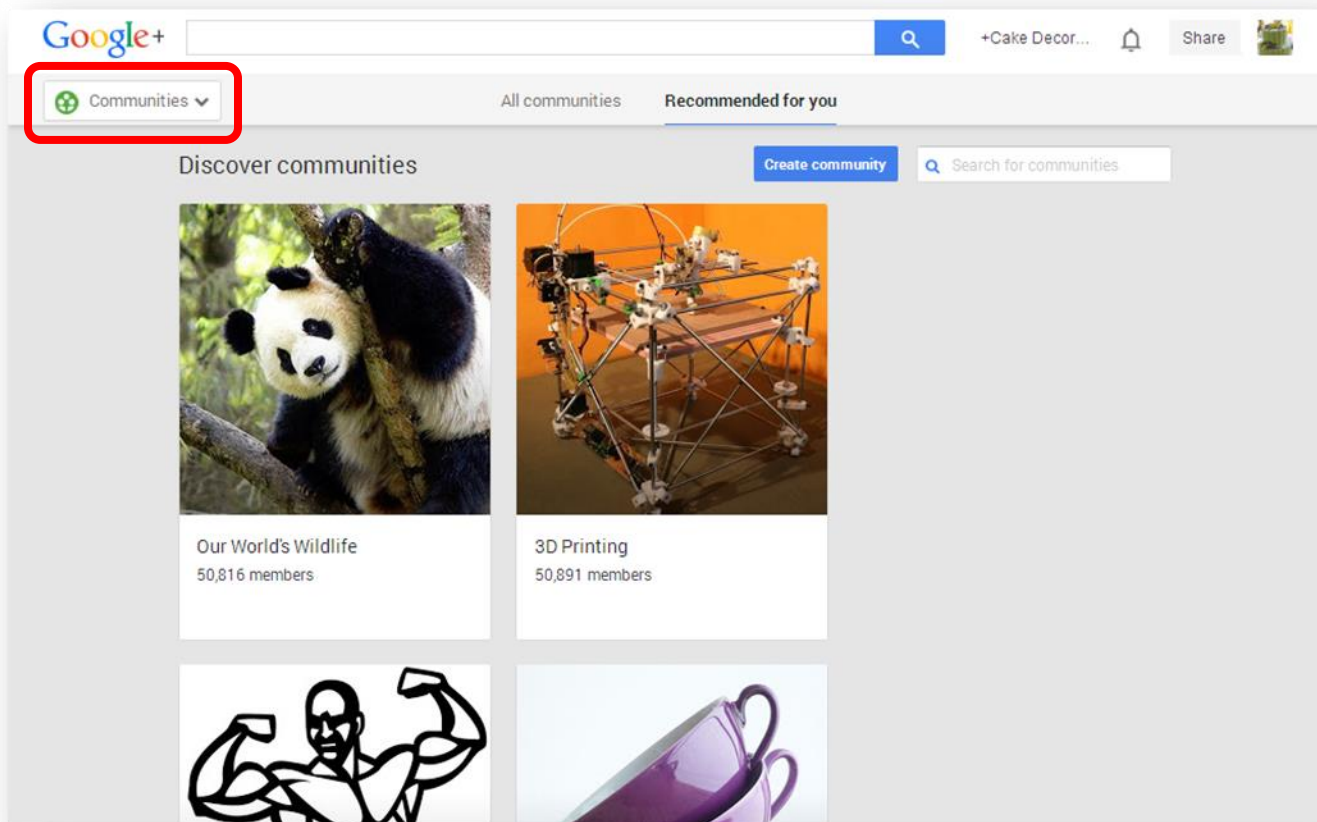 Google+
+Cake Decor...
Share
Communities
All communities
Recommended for you
Discover communities
Create community
Search for communities
Our World's Wildlife
50,816 members
3D Printing
50,891 members